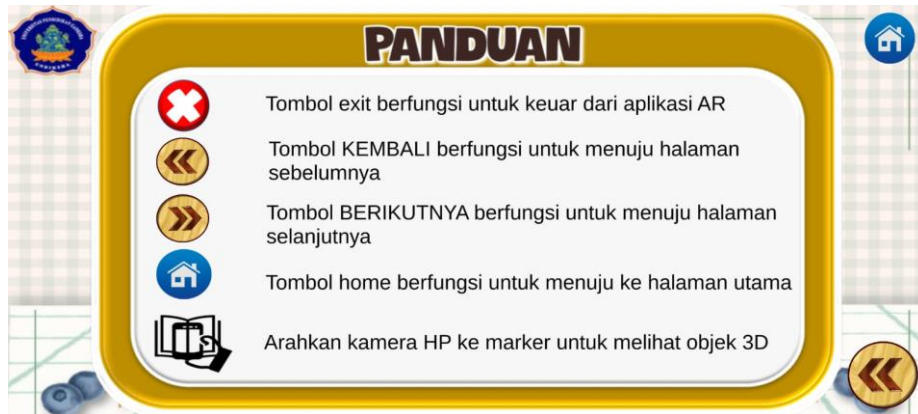 PANDUAN
Tombol exit berfungsi untuk keuar dari aplikasi AR
Tombol KEMBALI berfungsi untuk menuju halaman
sebelumnya
Tombol BERIKUTNYA berfungsi untuk menuju halaman
selanjutnya
Tombol home berfungsi untuk menuju ke halaman utama
Arahkan kamera HP ke marker untuk melihat objek 3D